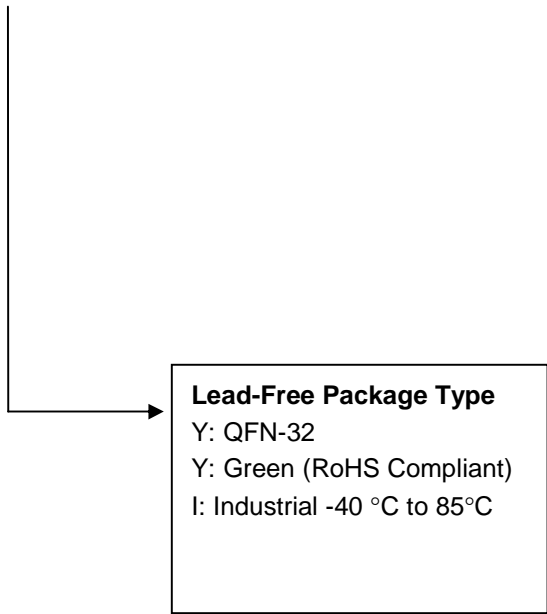 Lead-Free Package Type
Y: QFN-32
Y: Green (RoHS Compliant)
I: Industrial -40 °C to 85°C